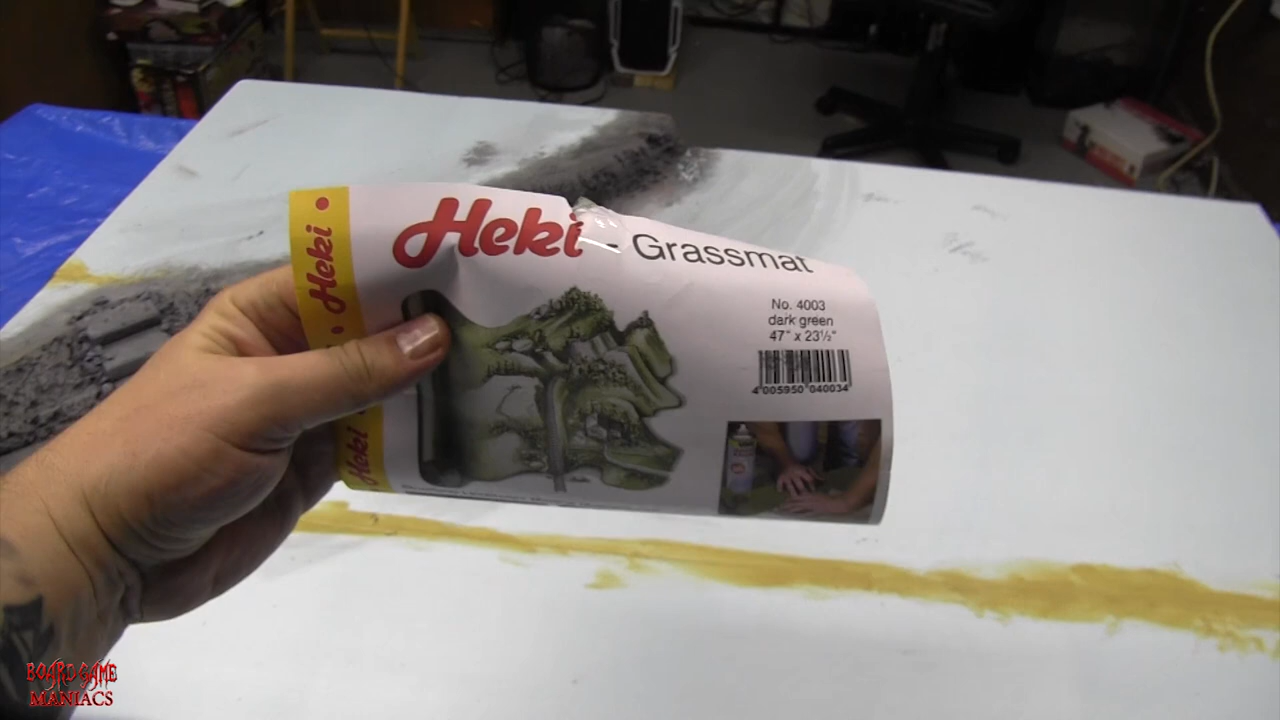 Heki - Grassmat
Heki
Heki
No. 4003
dark green
47" x 23½"
4 005950 040034
BOARD GAME
MANIACS